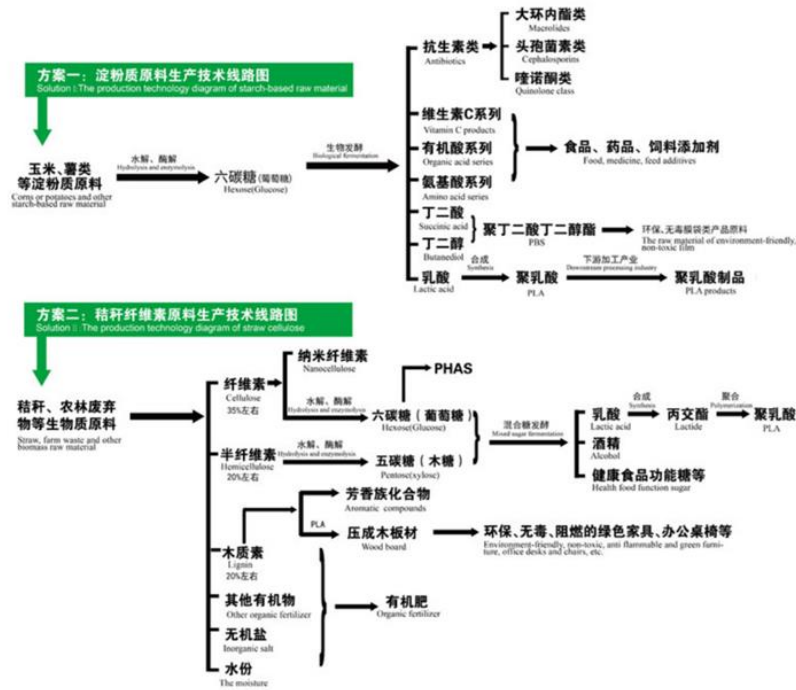 方案一：淀粉质原料生产技术线路图
Solution : The production technology diagram of starch-based raw material
玉米、薯类
等淀粉质原料
Corns or potatoes and other
starch-based raw material
水解、酶解
Hydrolysis and enzymolysis
六碳糖(葡萄糖)
Hexose(Glucose)
生物发酵
Biological fermentation
抗生素类
Antibiotics
大环内酯类
Macrolides
头孢菌素类
Cephalosporins
喹诺酮类
Quinolone class
维生素C系列
Vitamin C products
有机酸系列
Organic acid series
氨基酸系列
Amino acid series
食品、药品、饲料添加剂
Food, medicine, feed additives
丁二酸
Succinic acid
丁二醇
Butanediol
聚丁二酸丁二醇酯
PBS
环保、无毒膜袋类产品原料
The raw material of environment-friendly,
non-toxic film
乳酸
Lactic acid
合成
Synthesis
聚乳酸
PLA
下游加工产业
Downstream processing industry
聚乳酸制品
PLA products
方案二：秸秆纤维素原料生产技术线路图
Solution : The production technology diagram of straw cellulose
秸秆、农林废弃
物等生物质原料
Straw, farm waste and other
biomass raw material
纤维素
Cellulose
35%左右
纳米纤维素
Nanocellulose
水解、酶解
Hydrolysis and enzymolysis
六碳糖（葡萄糖）
Hexose(Glucose)
PHAS
半纤维素
Hemicellulose
20%左右
水解、酶解
Hydrolysis and enzymolysis
五碳糖（木糖）
Pentose(xylose)
混合糖发酵
Mixed sugar fermentation
乳酸
Lactic acid
合成
Synthesis
丙交酯
Lactide
聚合
Polymerization
聚乳酸
PLA
酒精
Alcohol
健康食品功能糖等
Health food function sugar
木质素
Lignin
20%左右
芳香族化合物
Aromatic compounds
PLA
压成木板材
Wood board
环保、无毒、阻燃的绿色家具、办公桌椅等
Environment-friendly, non-toxic, anti flammable and green furni-
ture, office desks and chairs, etc.
其他有机物
Other organic fertilizer
无机盐
Inorganic salt
水份
The moisture
有机肥
Organic fertilizer